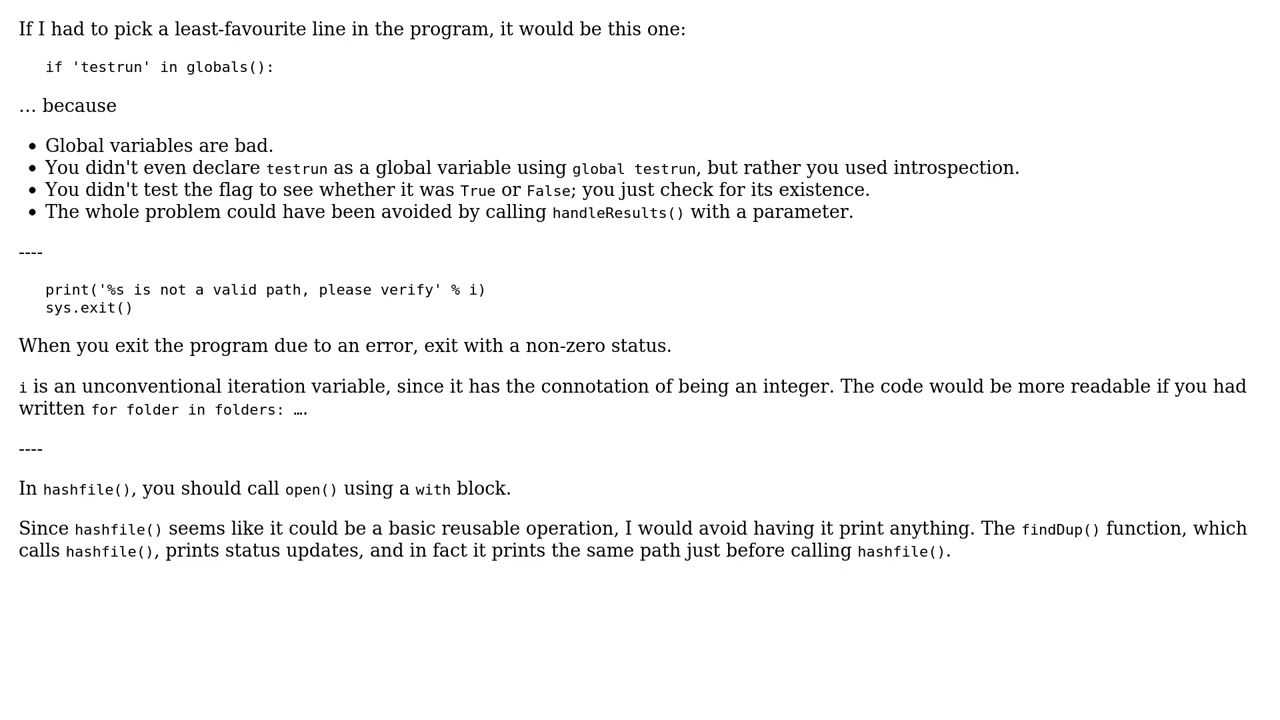 If I had to pick a least-favourite line in the program, it would be this one:
if 'testrun' in globals():
… because
• Global variables are bad.
• You didn't even declare testrun as a global variable using global testrun, but rather you used introspection.
• You didn't test the flag to see whether it was True or False; you just check for its existence.
• The whole problem could have been avoided by calling handleResults() with a parameter.
----
print('%s is not a valid path, please verify' % i)
sys.exit()
When you exit the program due to an error, exit with a non-zero status.
i is an unconventional iteration variable, since it has the connotation of being an integer. The code would be more readable if you had
written for folder in folders: ….
----
In hashfile(), you should call open() using a with block.
Since hashfile() seems like it could be a basic reusable operation, I would avoid having it print anything. The findDup() function, which
calls hashfile(), prints status updates, and in fact it prints the same path just before calling hashfile().